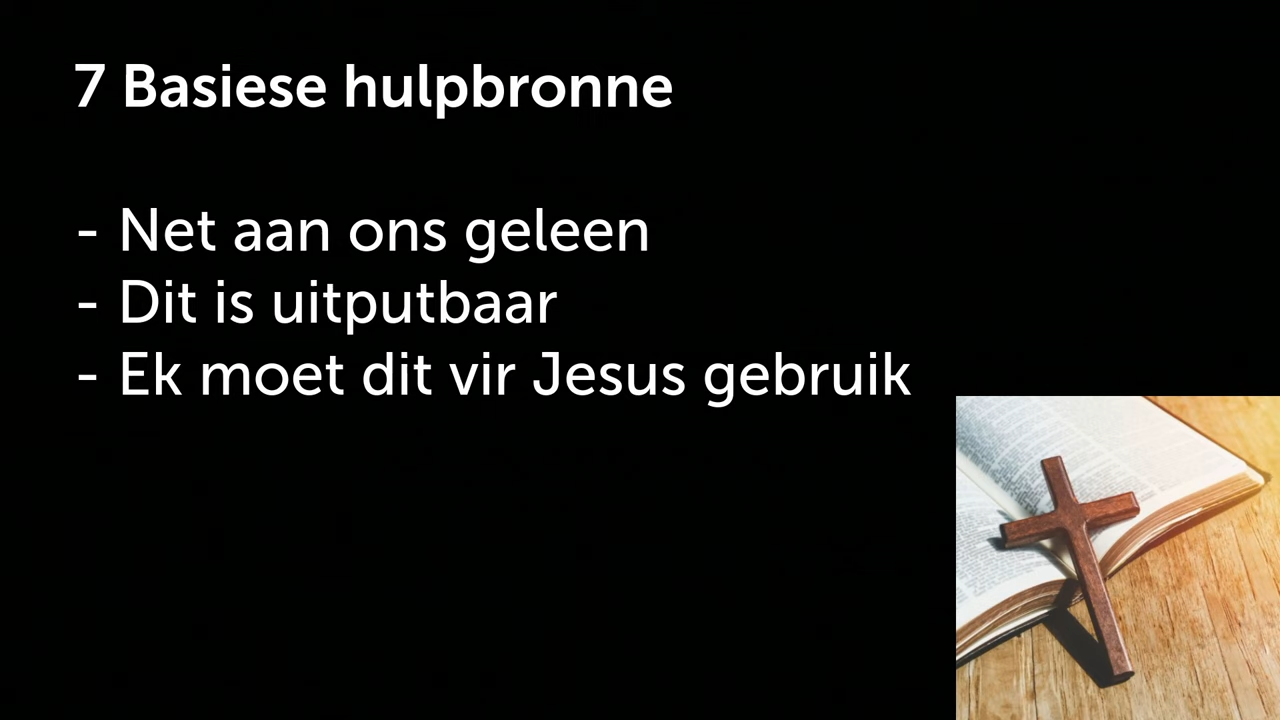 7 Basiese hulpbronne
- Net aan ons geleen
- Dit is uitputbaar
- Ek moet dit vir Jesus gebruik